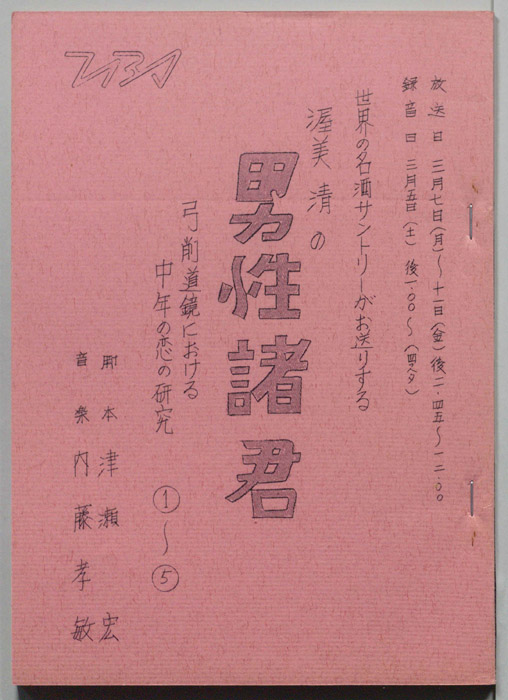 放送日 三月七日(月)〜十一日(金)後一一・四五〜一二・〇〇
録音日 三月五日(土)後一・〇〇〜(四スタ)
世界の名酒サントリーがお送りする
渥美清の
男性諸君
弓削道鏡における
中年の恋の研究 ①〜⑤
脚本 津瀬宏
音楽 内藤孝敏
TBS